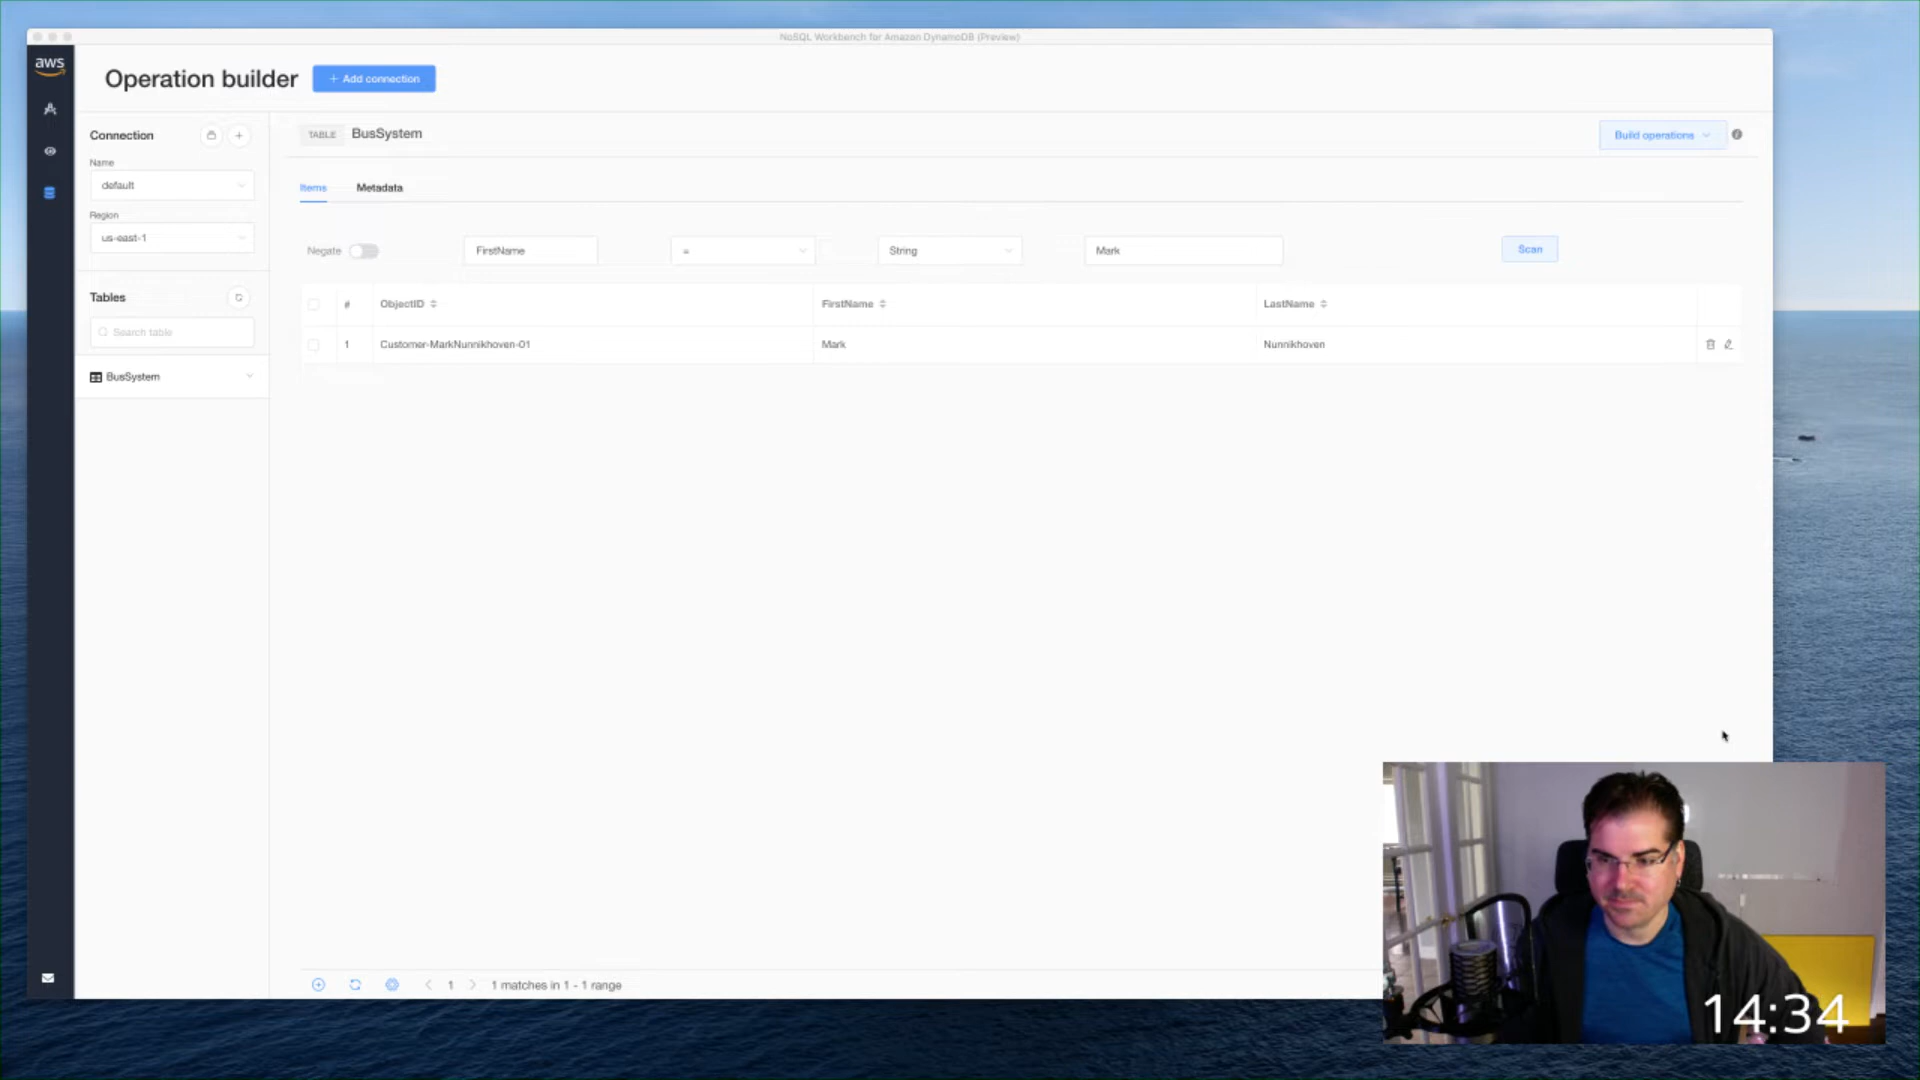 NoSQL Workbench for Amazon DynamoDB (Preview)
aws
Operation builder
+ Add connection
Connection
Name
default
Region
us-east-1
Tables
Search table
BusSystem
TABLE BusSystem
Build operations
Items Metadata
Negate FirstName = String Mark Scan
# ObjectID FirstName LastName
1 Customer-MarkNunnikhoven-01 Mark Nunnikhoven
1 1 matches in 1 - 1 range
14:34